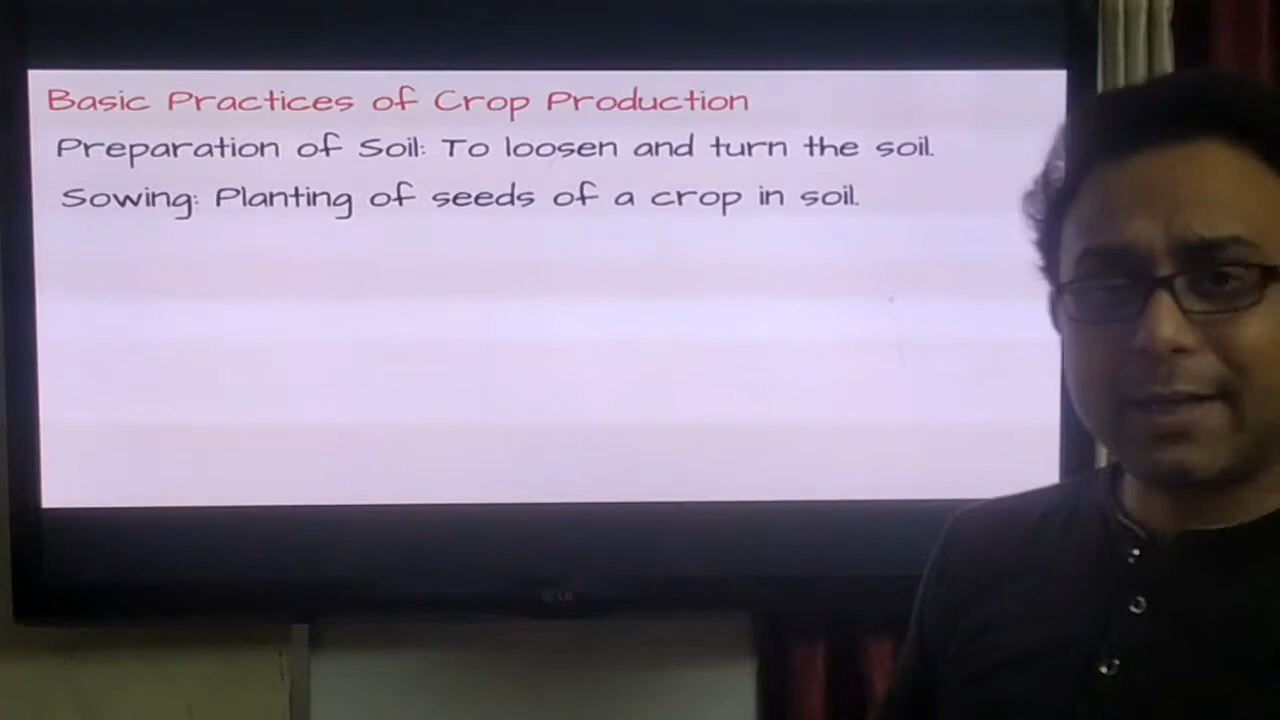 Basic Practices of Crop Production
Preparation of Soil: To loosen and turn the soil.
Sowing: Planting of seeds of a crop in soil.
LG